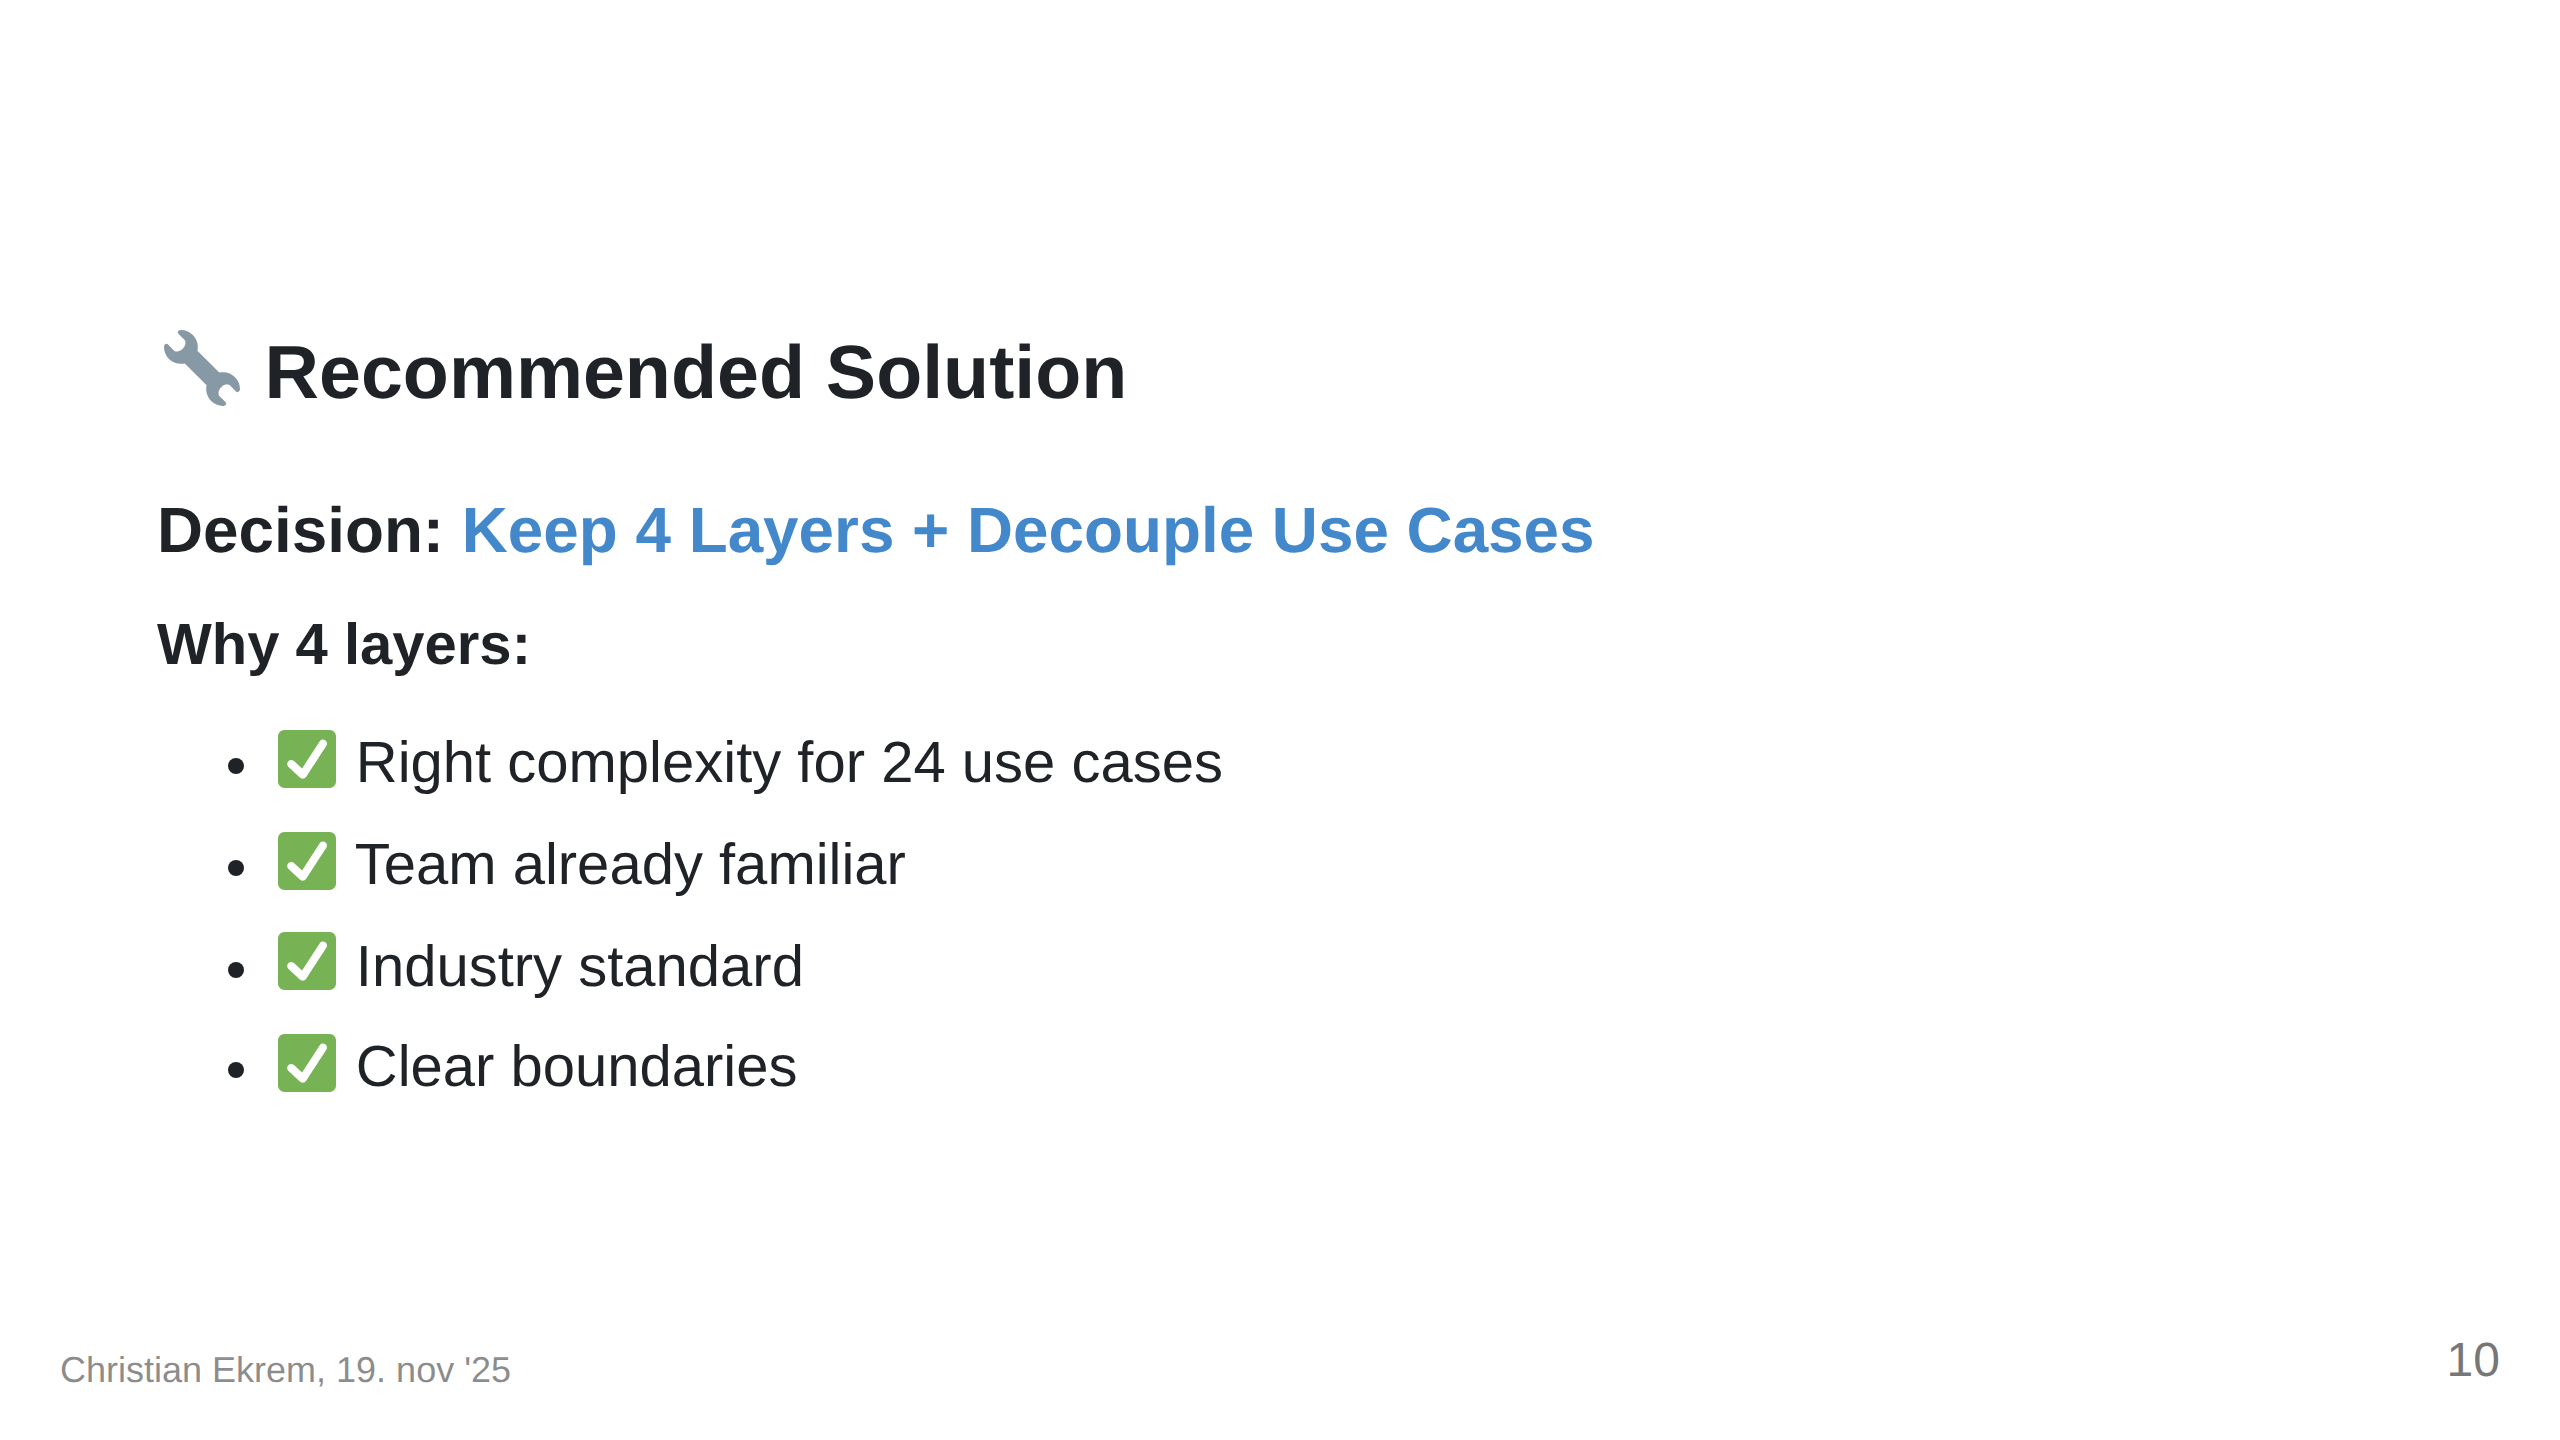 🔧 Recommended Solution
Decision: Keep 4 Layers + Decouple Use Cases
Why 4 layers:
• ✅ Right complexity for 24 use cases
• ✅ Team already familiar
• ✅ Industry standard
• ✅ Clear boundaries
Christian Ekrem, 19. nov '25
10